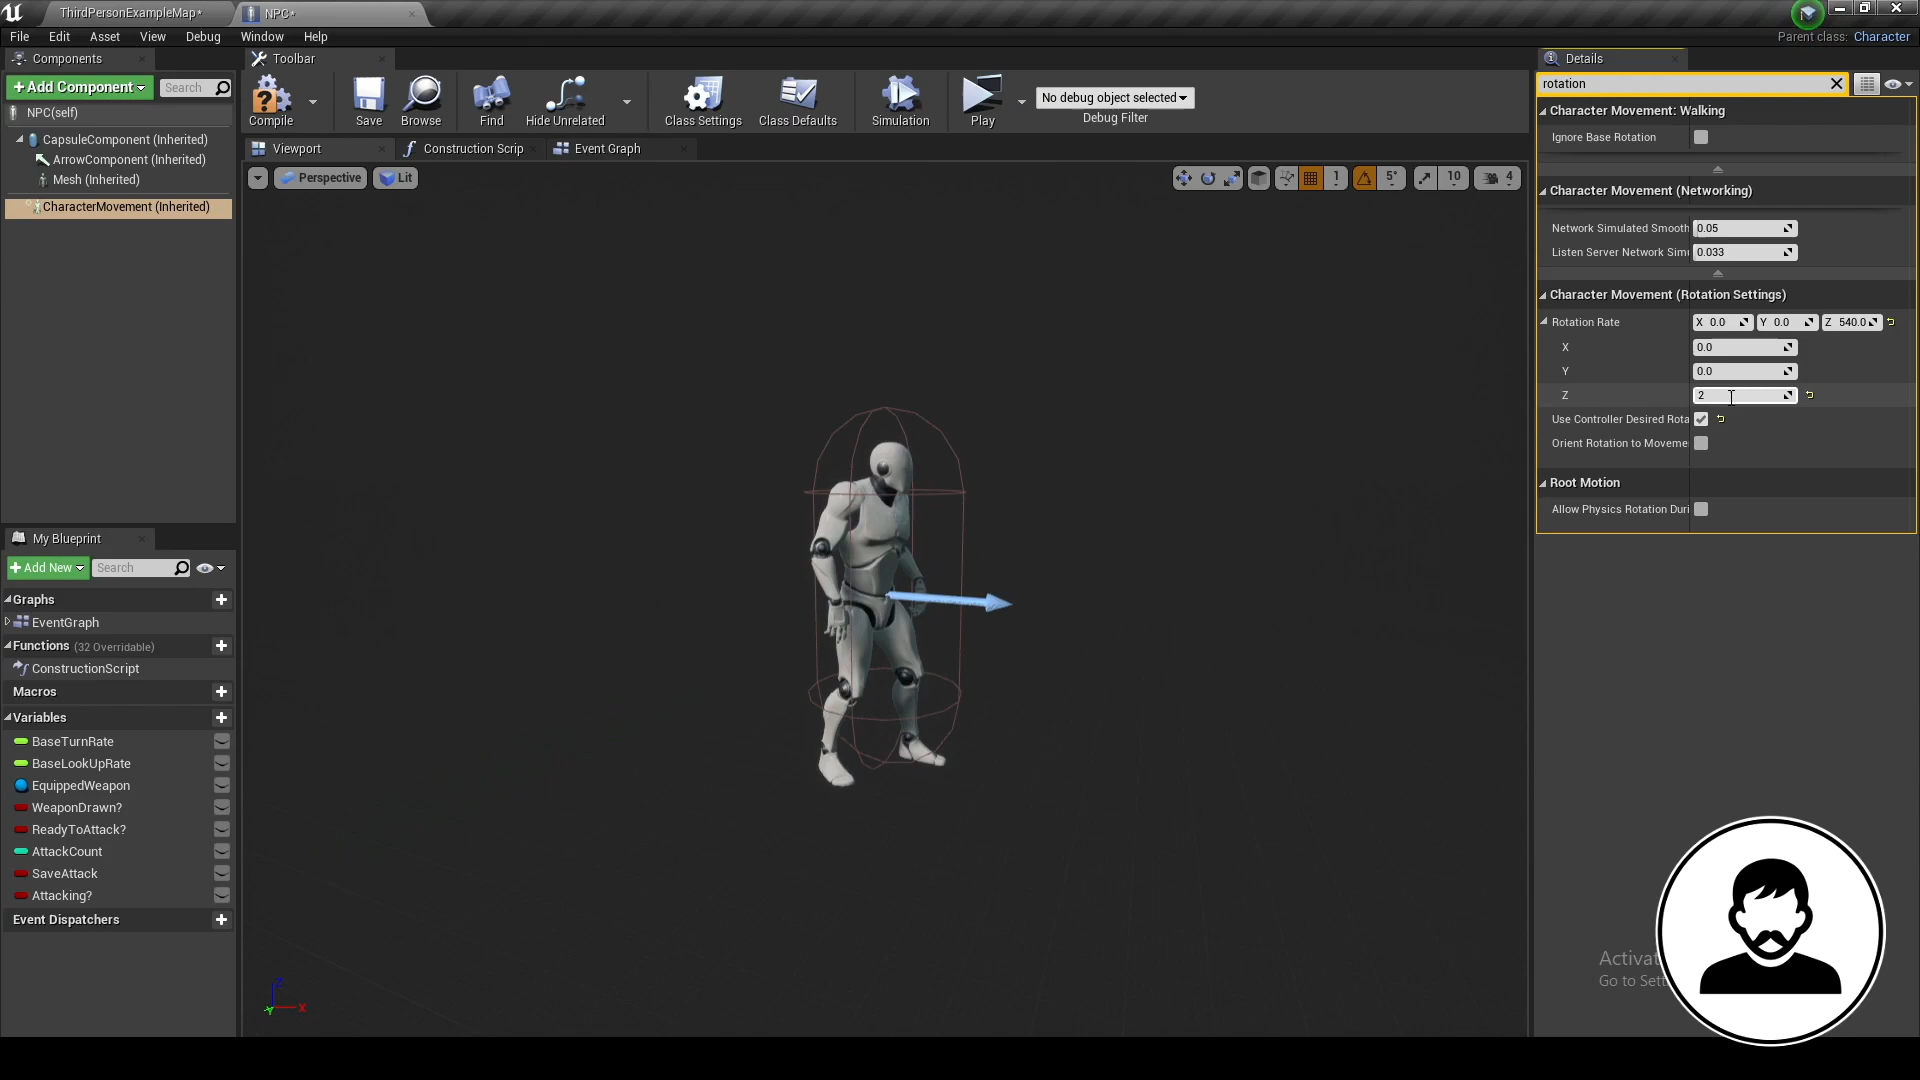 ThirdPersonExampleMap*
NPC*
File Edit Asset View Debug Window Help
Parent class: Character
Components
Toolbar
Details
+ Add Component
Search
Compile
Save
Browse
Find
Hide Unrelated
Class Settings
Class Defaults
Simulation
Play
No debug object selected
Debug Filter
rotation
NPC(self)
CapsuleComponent (Inherited)
ArrowComponent (Inherited)
Mesh (Inherited)
CharacterMovement (Inherited)
Viewport
Construction Scrip
Event Graph
Perspective
Lit
1
5°
10
4
Character Movement: Walking
Ignore Base Rotation
Character Movement (Networking)
Network Simulated Smooth 0.05
Listen Server Network Simu 0.033
Character Movement (Rotation Settings)
Rotation Rate X 0.0 Y 0.0 Z 540.0
X 0.0
Y 0.0
Z 2
Use Controller Desired Rota
Orient Rotation to Moveme
Root Motion
Allow Physics Rotation Duri
My Blueprint
+ Add New
Search
Graphs
EventGraph
Functions (32 Overridable)
ConstructionScript
Macros
Variables
BaseTurnRate
BaseLookUpRate
EquippedWeapon
WeaponDrawn?
ReadyToAttack?
AttackCount
SaveAttack
Attacking?
Event Dispatchers
Z
X
Y
Activat
Go to Sett